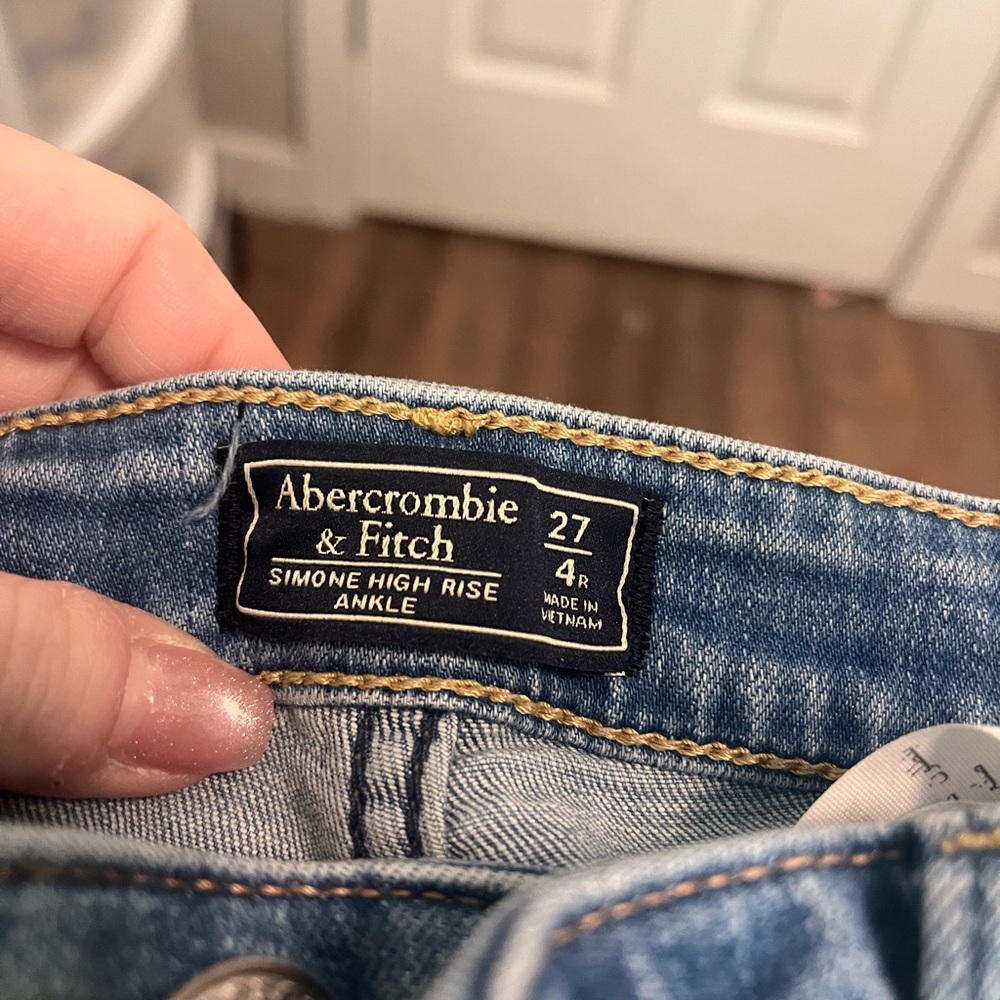 Abercrombie
& Fitch
SIMONE HIGH RISE
ANKLE
27
4R
MADE IN
VIETNAM